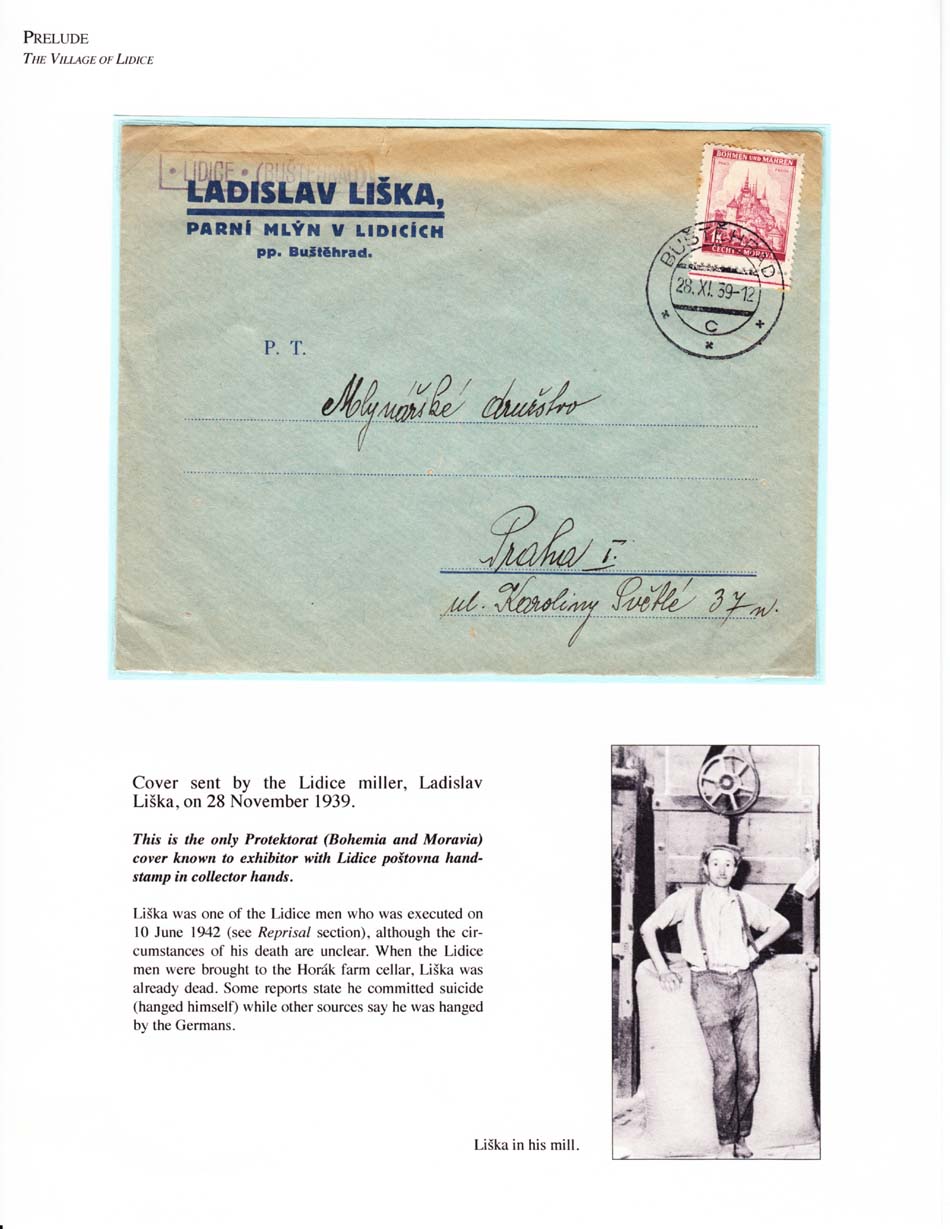 PRELUDE
THE VILLAGE OF LIDICE
• LIDICE • (BUŠTĚHRAD)
LADISLAV LIŠKA,
PARNÍ MLÝN V LIDICÍCH
pp. Buštěhrad.
BÖHMEN UND MÄHREN
ČECHY A MORAVA
BUŠTĚHRAD
28. XI. 39-12
C
P. T.
Mlynářské družstvo
Praha I.
ul. Karoliny Světlé 37 n.
Cover sent by the Lidice miller, Ladislav
Liška, on 28 November 1939.
This is the only Protektorat (Bohemia and Moravia)
cover known to exhibitor with Lidice poštovna hand-
stamp in collector hands.
Liška was one of the Lidice men who was executed on
10 June 1942 (see Reprisal section), although the cir-
cumstances of his death are unclear. When the Lidice
men were brought to the Horák farm cellar, Liška was
already dead. Some reports state he committed suicide
(hanged himself) while other sources say he was hanged
by the Germans.
Liška in his mill.